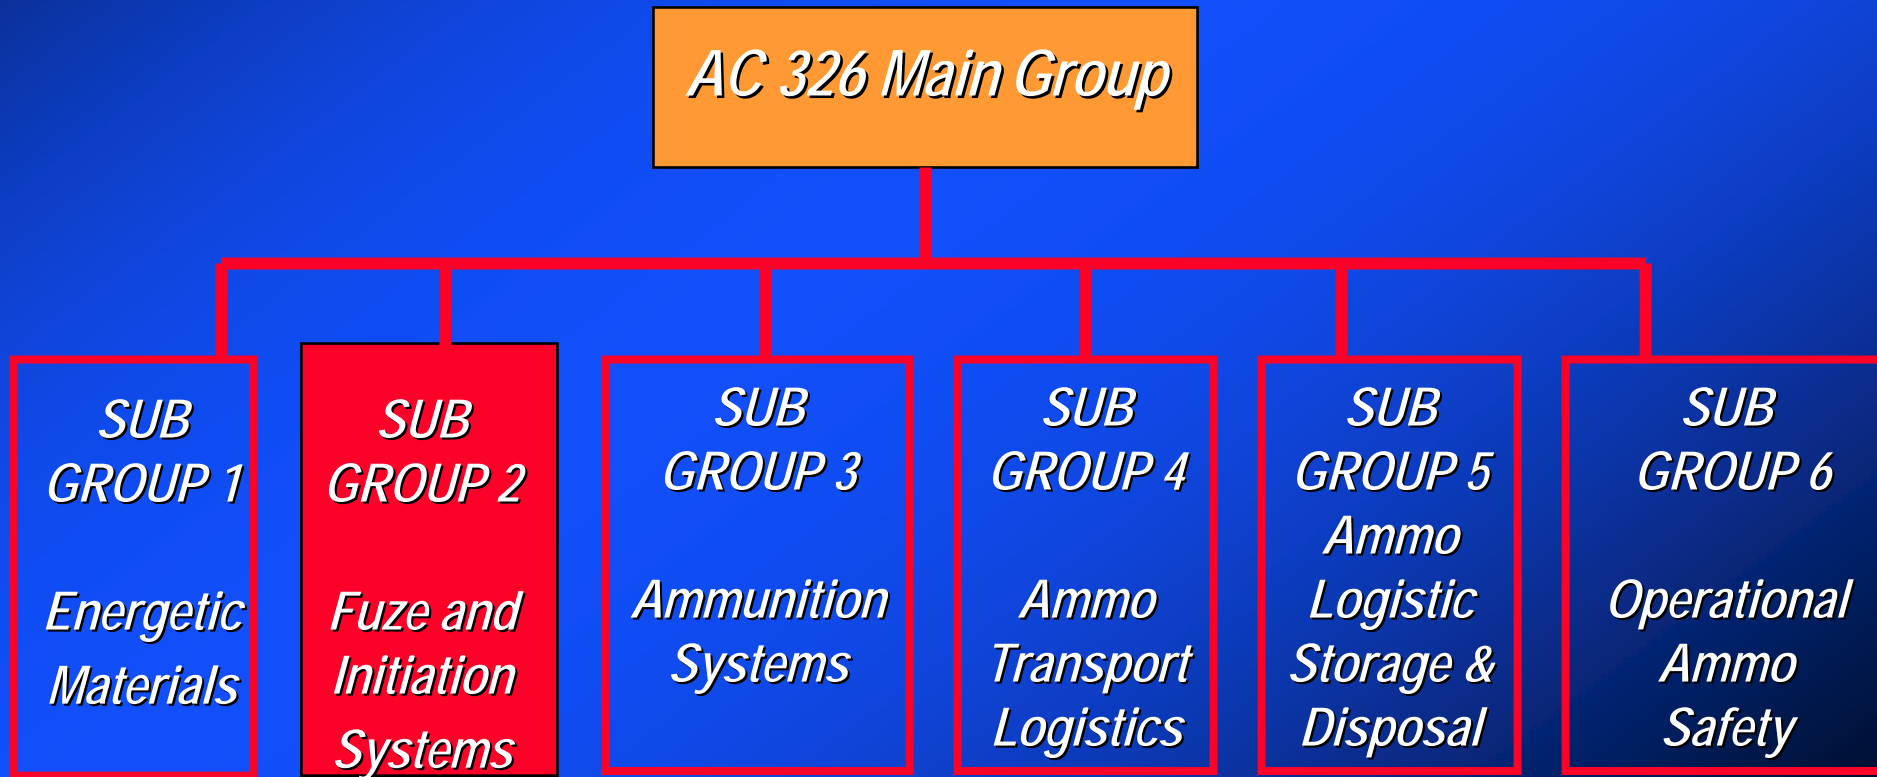 AC 326 Main Group
SUB
GROUP 1
Energetic
Materials
SUB
GROUP 2
Fuze and
Initiation
Systems
SUB
GROUP 3
Ammunition
Systems
SUB
GROUP 4
Ammo
Transport
Logistics
SUB
GROUP 5
Ammo
Logistic
Storage &
Disposal
SUB
GROUP 6
Operational
Ammo
Safety